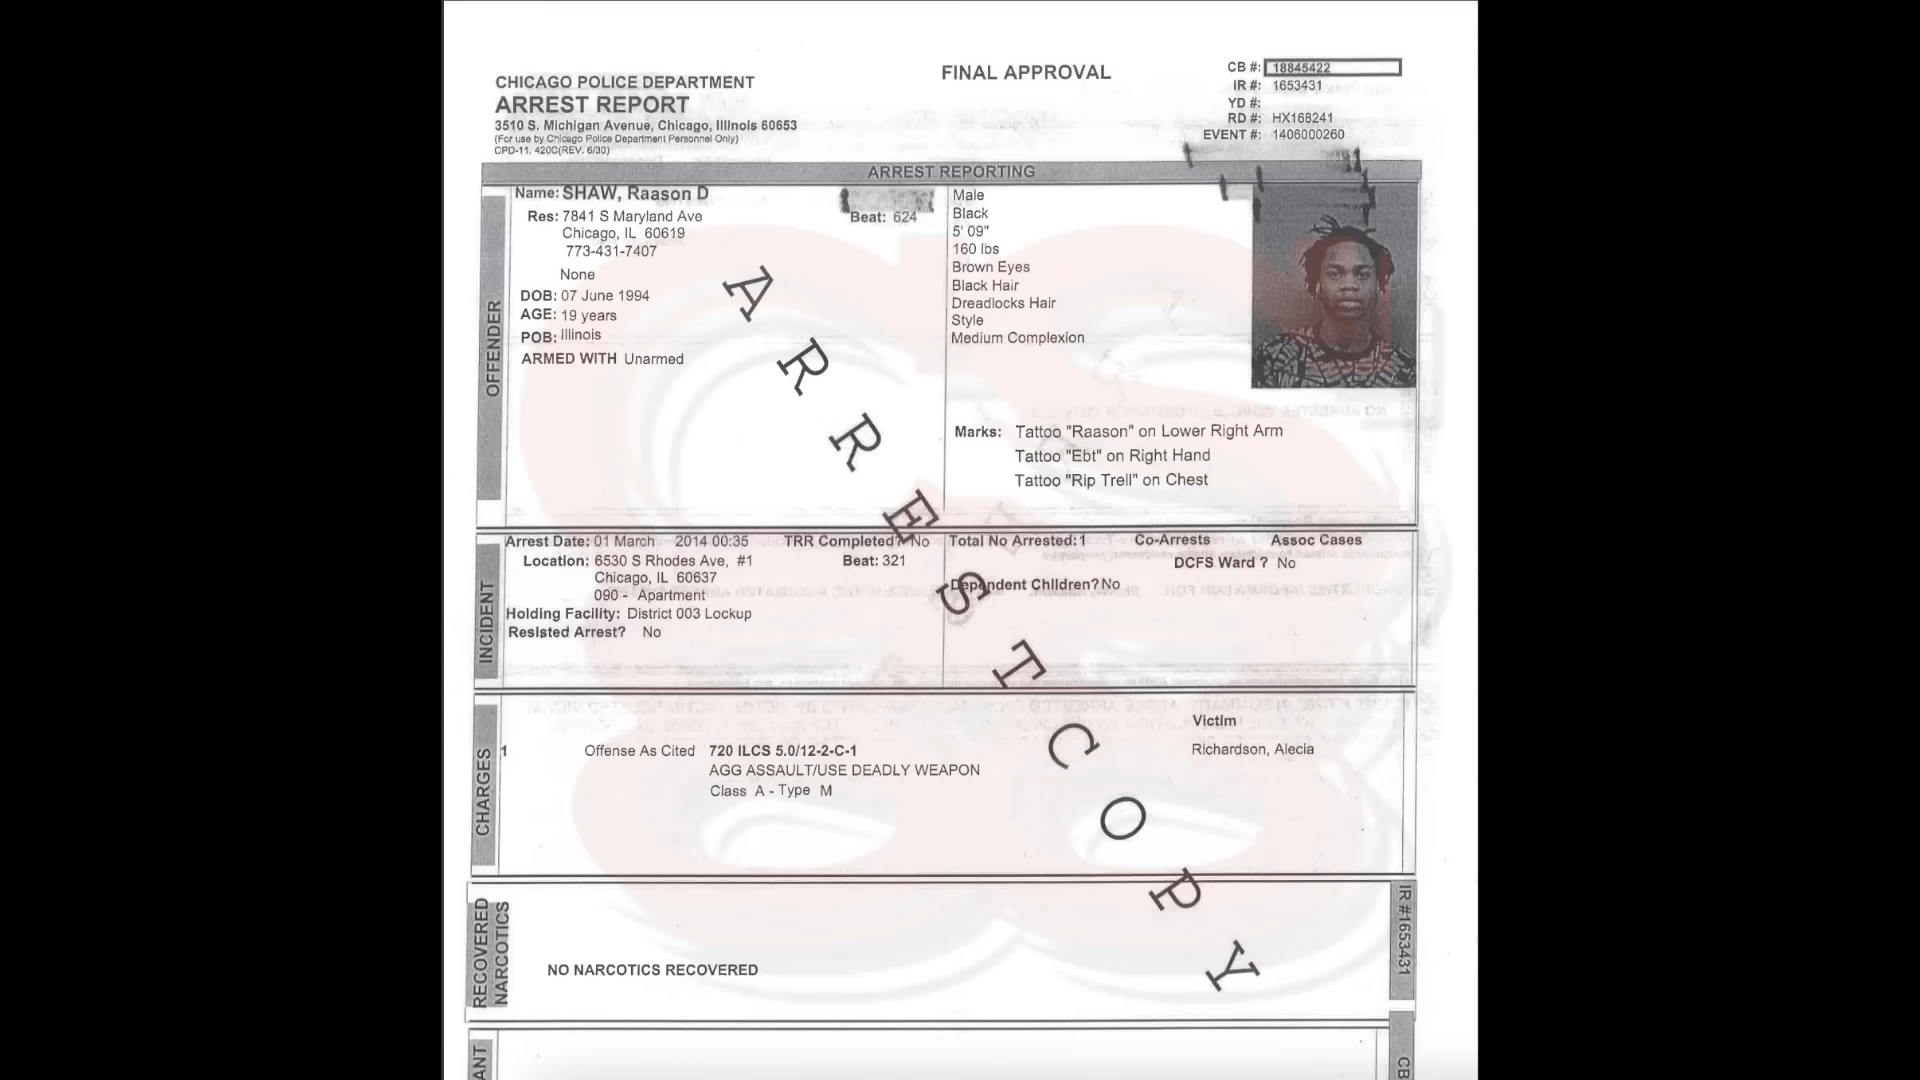 FINAL APPROVAL
CHICAGO POLICE DEPARTMENT
ARREST REPORT
3510 S. Michigan Avenue, Chicago, Illinois 60653
(For use by Chicago Police Department Personnel Only)
CPD-11. 420C(REV. 6/30)
CB #: 18845422
IR #: 1653431
YD #:
RD #: HX168241
EVENT #: 1406000260
ARREST REPORTING
OFFENDER
Name: SHAW, Raason D
Res: 7841 S Maryland Ave
Chicago, IL 60619
773-431-7407
Beat: 624
None
DOB: 07 June 1994
AGE: 19 years
POB: Illinois
ARMED WITH Unarmed
Male
Black
5' 09"
160 lbs
Brown Eyes
Black Hair
Dreadlocks Hair
Style
Medium Complexion
Marks: Tattoo "Raason" on Lower Right Arm
Tattoo "Ebt" on Right Hand
Tattoo "Rip Trell" on Chest
INCIDENT
Arrest Date: 01 March 2014 00:35 TRR Completed? No
Location: 6530 S Rhodes Ave, #1 Beat: 321
Chicago, IL 60637
090 - Apartment
Holding Facility: District 003 Lockup
Resisted Arrest? No
Total No Arrested: 1 Co-Arrests Assoc Cases
DCFS Ward ? No
Dependent Children? No
CHARGES
Victim
1 Offense As Cited 720 ILCS 5.0/12-2-C-1 Richardson, Alecia
AGG ASSAULT/USE DEADLY WEAPON
Class A - Type M
RECOVERED
NARCOTICS
NO NARCOTICS RECOVERED
IR #1653431
ANT
CB
ARREST COPY